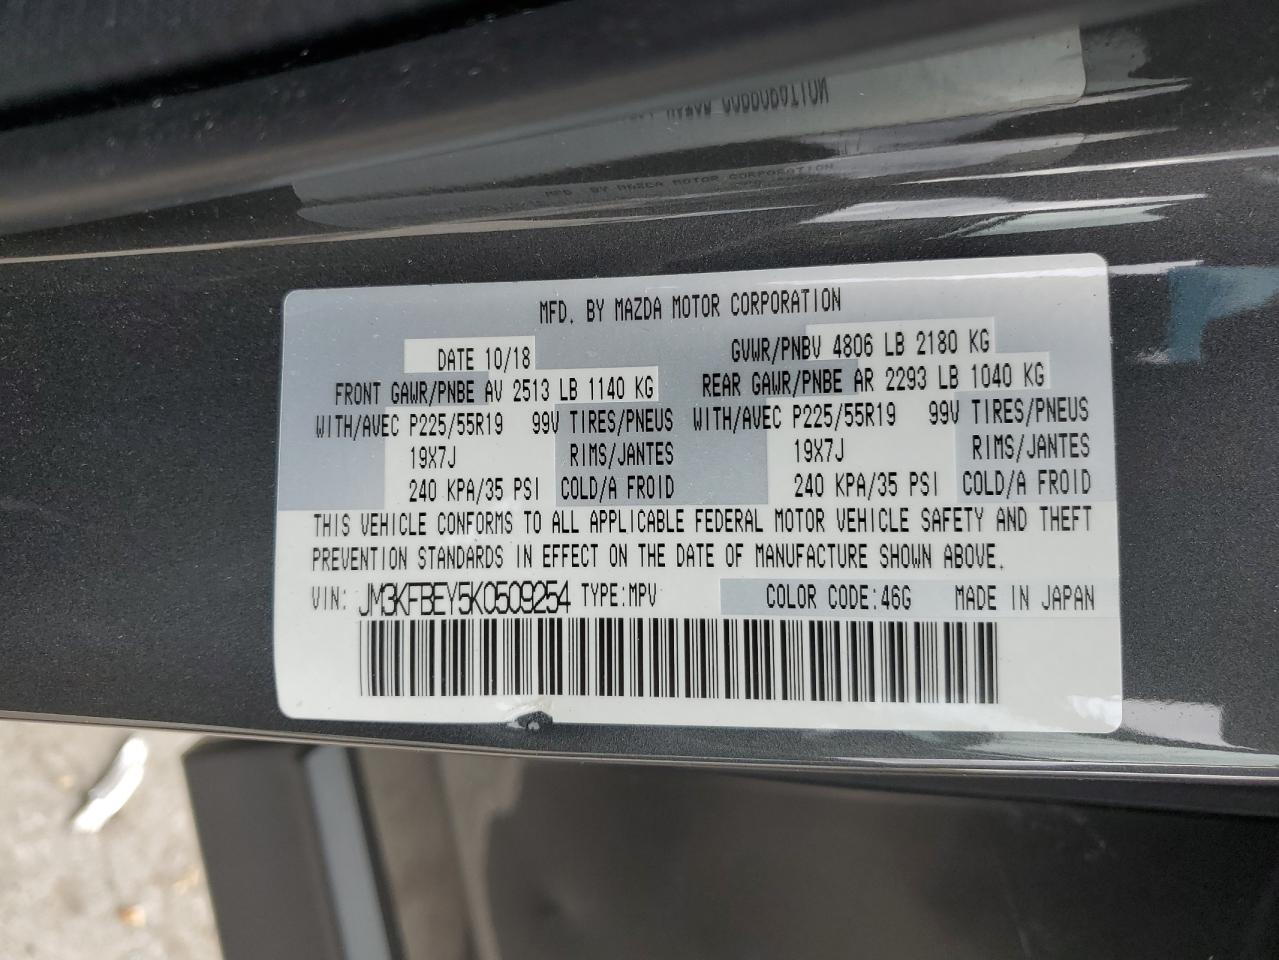 MFD. BY MAZDA MOTOR CORPORATION
DATE 10/18 GVWR/PNBV 4806 LB 2180 KG
FRONT GAWR/PNBE AV 2513 LB 1140 KG REAR GAWR/PNBE AR 2293 LB 1040 KG
WITH/AVEC P225/55R19 99V TIRES/PNEUS WITH/AVEC P225/55R19 99V TIRES/PNEUS
19X7J RIMS/JANTES 19X7J RIMS/JANTES
240 KPA/35 PSI COLD/A FROID 240 KPA/35 PSI COLD/A FROID
THIS VEHICLE CONFORMS TO ALL APPLICABLE FEDERAL MOTOR VEHICLE SAFETY AND THEFT
PREVENTION STANDARDS IN EFFECT ON THE DATE OF MANUFACTURE SHOWN ABOVE.
VIN: JM3KFBEY5K0509254 TYPE:MPV COLOR CODE:46G MADE IN JAPAN